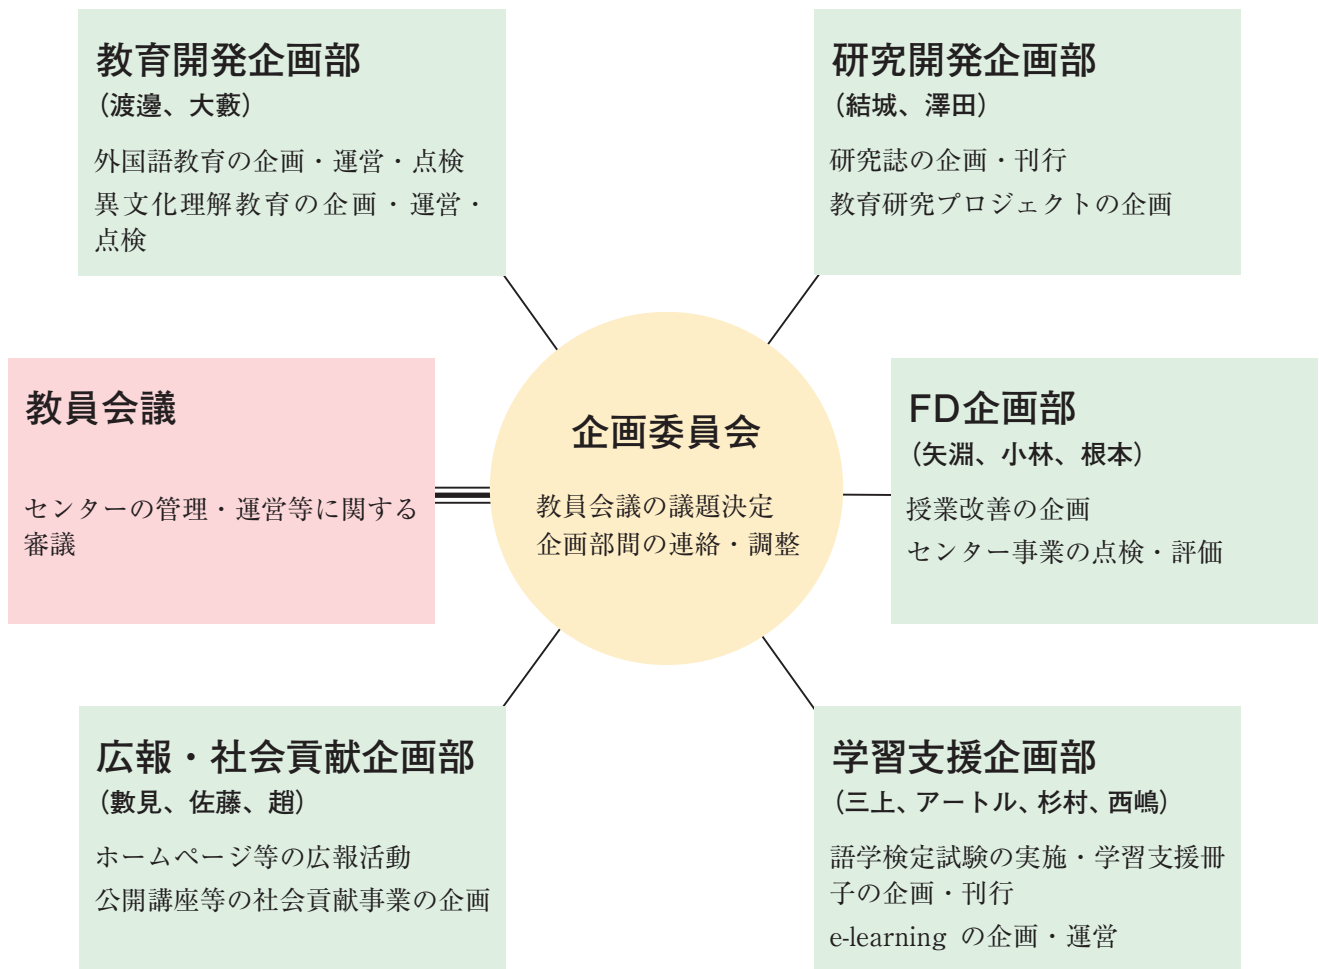 教育開発企画部
（渡邊、大藪）
外国語教育の企画・運営・点検
異文化理解教育の企画・運営・
点検
研究開発企画部
（結城、澤田）
研究誌の企画・刊行
教育研究プロジェクトの企画
教員会議
センターの管理・運営等に関する
審議
企画委員会
教員会議の議題決定
企画部間の連絡・調整
FD企画部
（矢淵、小林、根本）
授業改善の企画
センター事業の点検・評価
広報・社会貢献企画部
（數見、佐藤、趙）
ホームページ等の広報活動
公開講座等の社会貢献事業の企画
学習支援企画部
（三上、アートル、杉村、西嶋）
語学検定試験の実施・学習支援冊
子の企画・刊行
e-learning の企画・運営